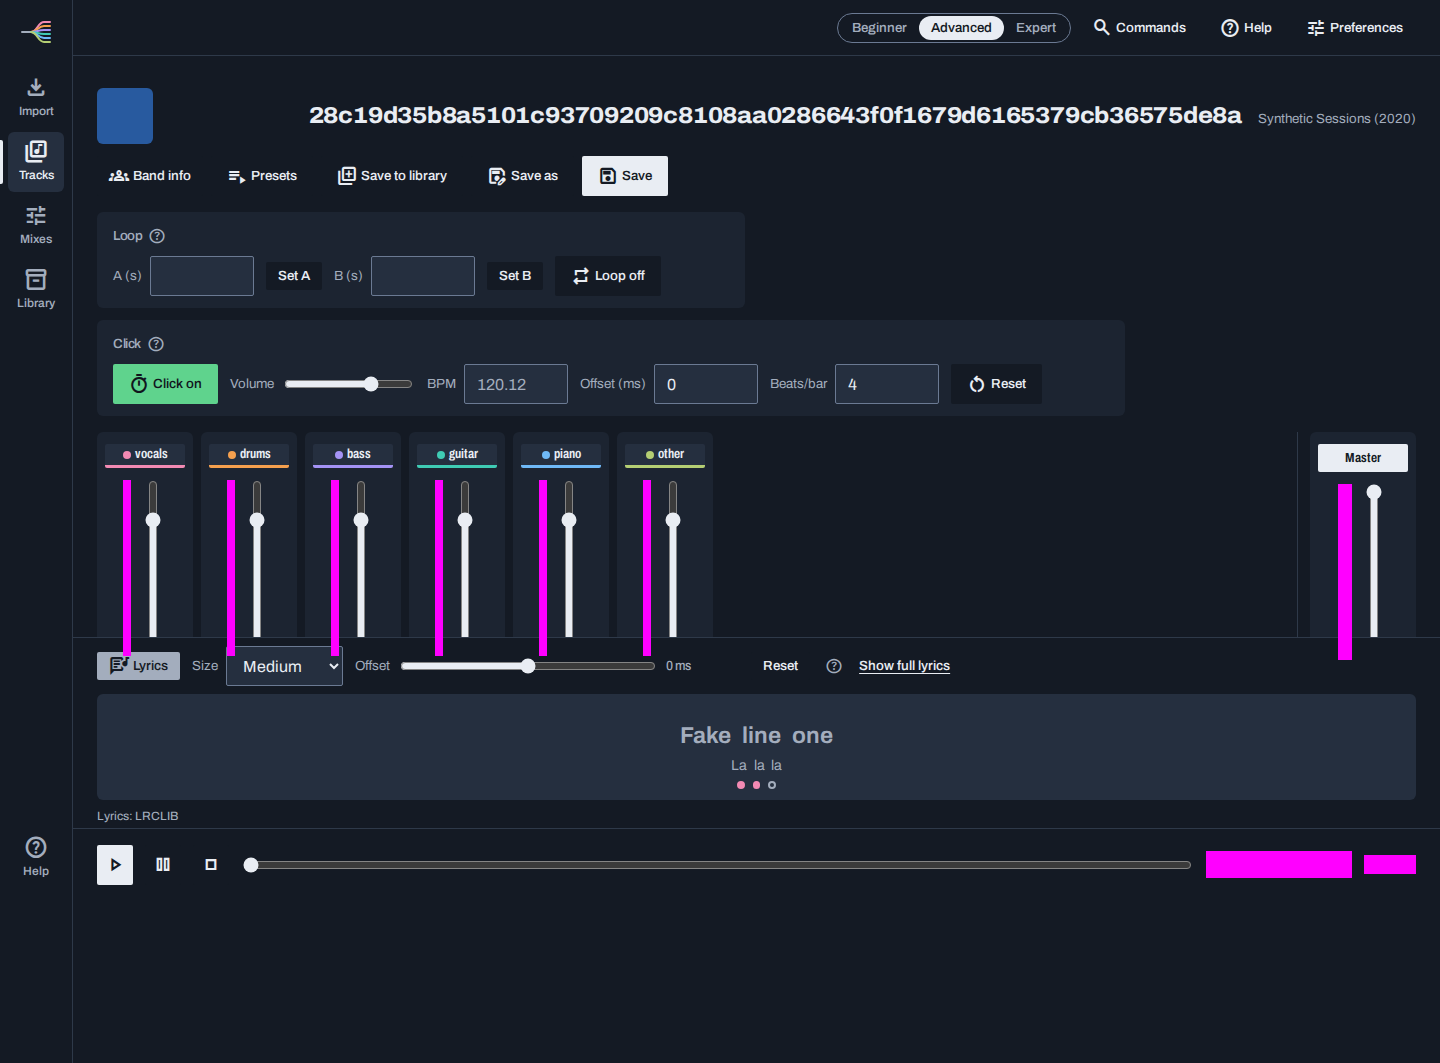 Beginner Advanced Expert Commands Help Preferences
Import
Tracks
Mixes
Library
Help
28c19d35b8a5101c93709209c8108aa0286643f0f1679d6165379cb36575de8a Synthetic Sessions (2020)
Band info Presets Save to library Save as Save
Loop
A (s) Set A B (s) Set B Loop off
Click
Click on Volume BPM 120.12 Offset (ms) 0 Beats/bar 4 Reset
vocals drums bass guitar piano other Master
Lyrics Size Medium Offset 0 ms Reset Show full lyrics
Fake line one
La la la
Lyrics: LRCLIB